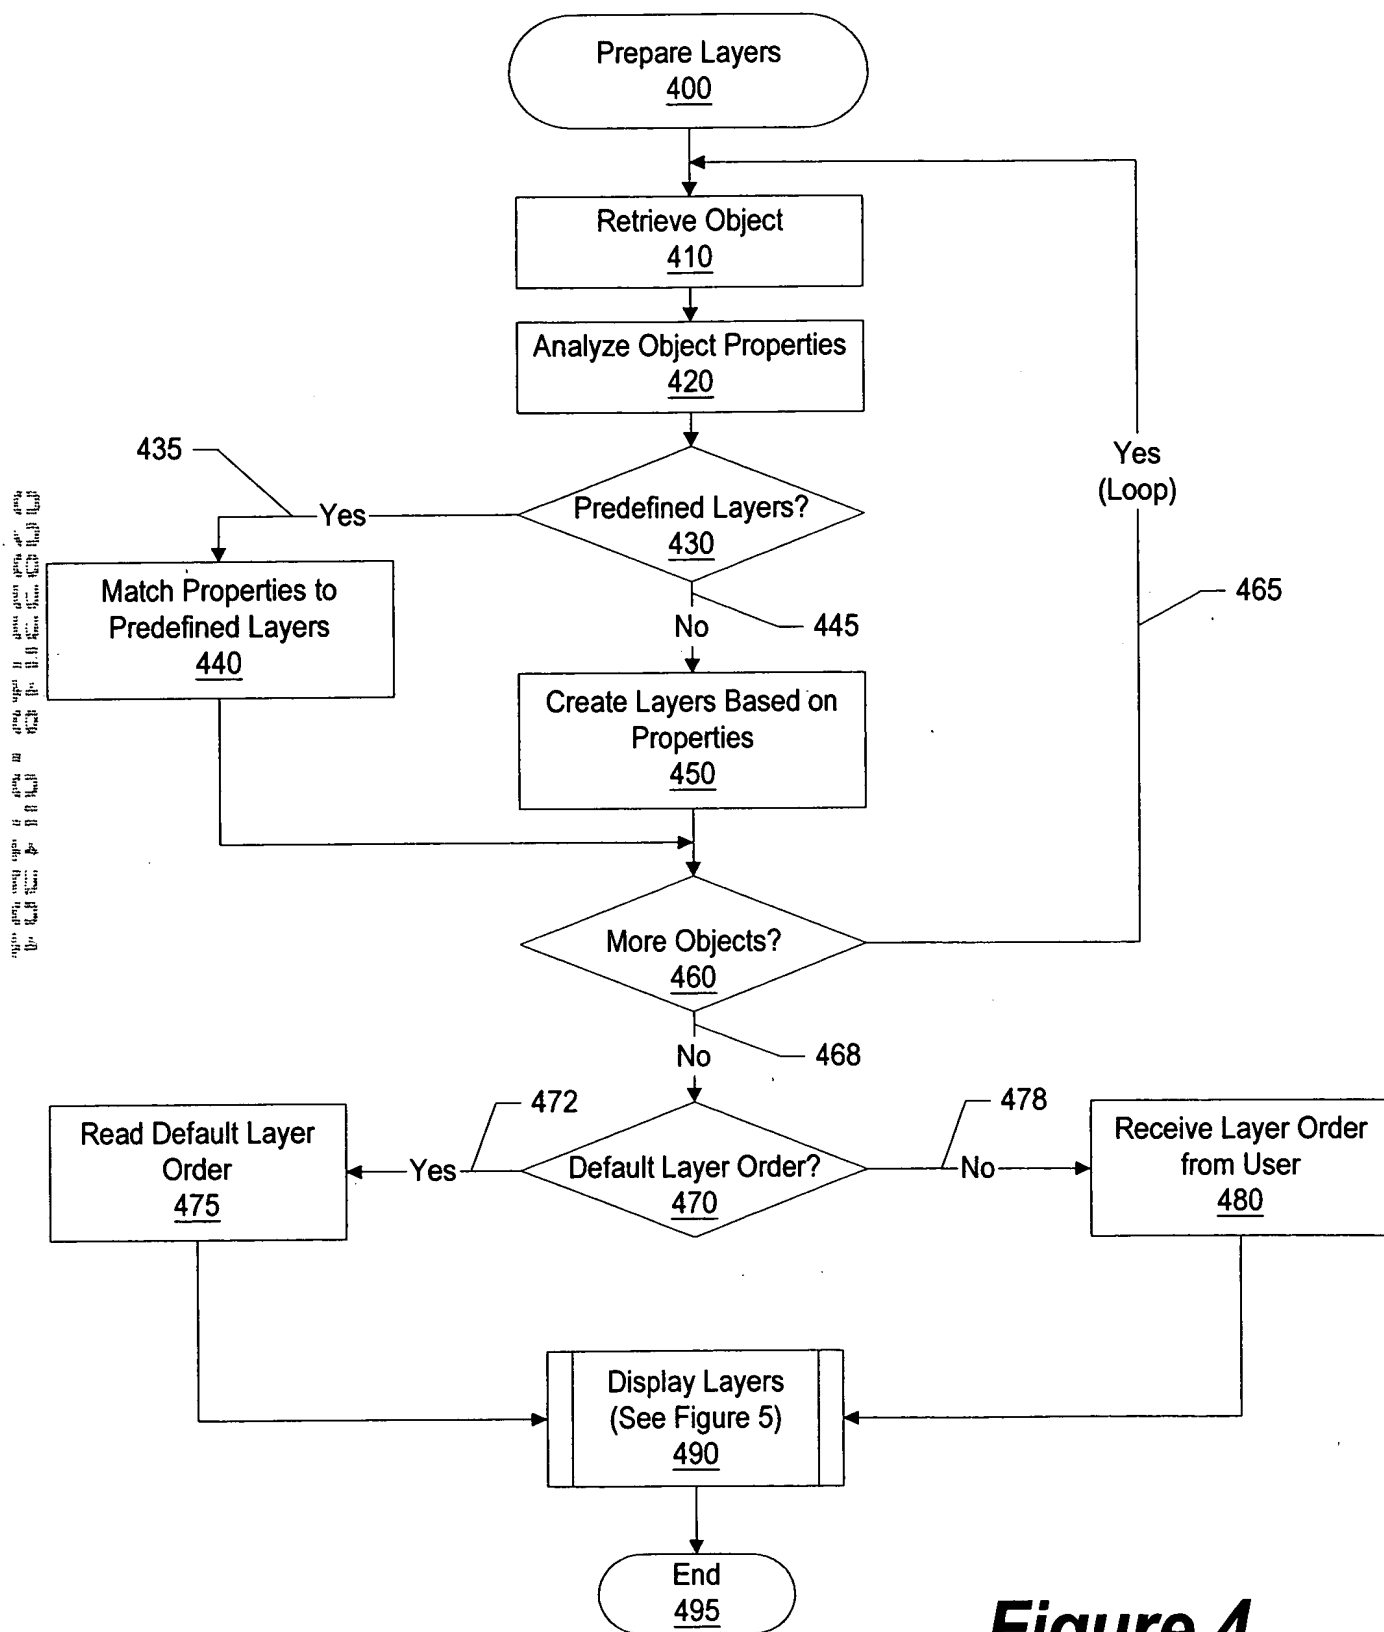 Prepare Layers
400
Retrieve Object
410
Analyze Object Properties
420
435
Yes
Predefined Layers?
430
Yes
(Loop)
Match Properties to
Predefined Layers
440
No
445
465
Create Layers Based on
Properties
450
More Objects?
460
No
468
472
478
Read Default Layer
Order
475
Yes
Default Layer Order?
470
No
Receive Layer Order
from User
480
Display Layers
(See Figure 5)
490
End
495
Figure 4